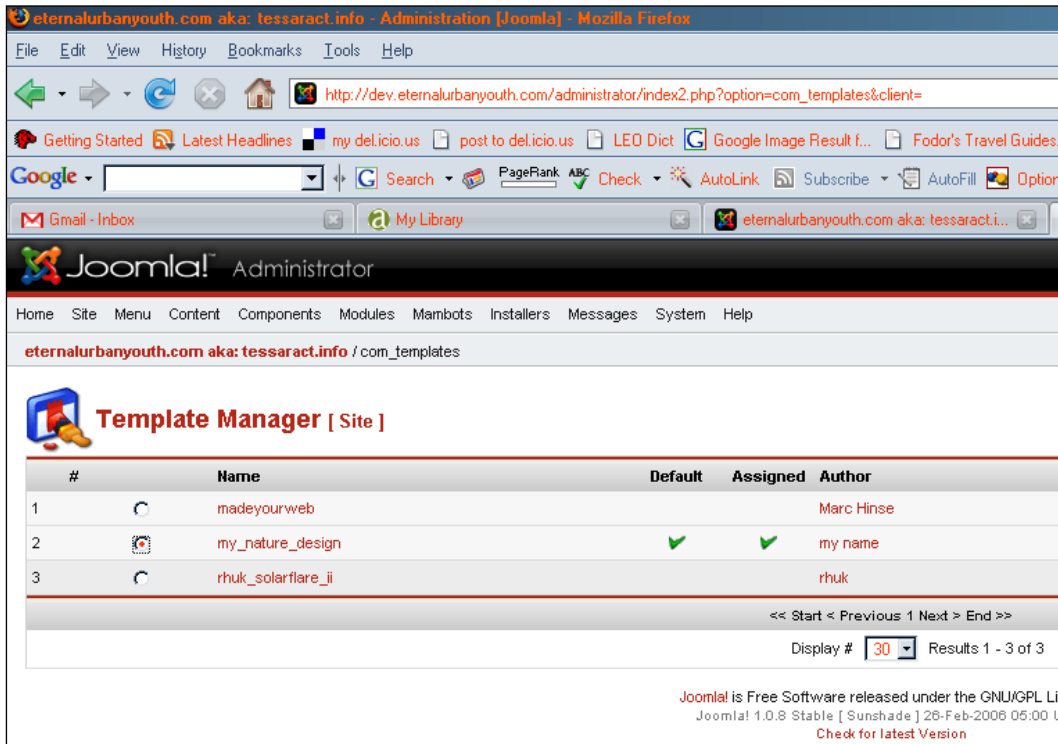 eternalurbanyouth.com aka: tessaract.info - Administration [Joomla] - Mozilla Firefox
File Edit View History Bookmarks Tools Help
http://dev.eternalurbanyouth.com/administrator/index2.php?option=com_templates&client=
Getting Started Latest Headlines my del.icio.us post to del.icio.us LEO Dict G Google Image Result f... Fodor's Travel Guides
Google G Search PageRank ABC Check AutoLink Subscribe AutoFill Option
Gmail - Inbox a My Library eternalurbanyouth.com aka: tessaract.i...
Joomla!™ Administrator
Home Site Menu Content Components Modules Mambots Installers Messages System Help
eternalurbanyouth.com aka: tessaract.info / com_templates
Template Manager [ Site ]
# Name Default Assigned Author
1 madeyourweb Marc Hinse
2 my_nature_design my name
3 rhuk_solarflare_ii rhuk
<< Start < Previous 1 Next > End >>
Display # 30 Results 1 - 3 of 3
Joomla! is Free Software released under the GNU/GPL Li
Joomla! 1.0.8 Stable [ Sunshade ] 26-Feb-2006 05:00 U
Check for latest Version